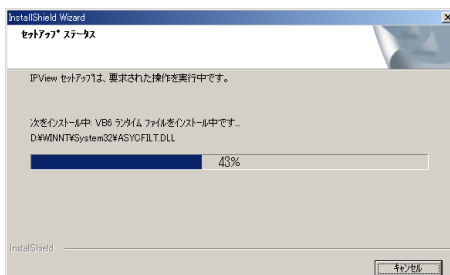 InstallShield Wizard
セットアップ ステータス
IPView セットアップは、要求された操作を実行中です。
次をインストール中: VB6 ランタイム ファイルをインストール中です...
D:¥WINNT¥System32¥ASYCFILT.DLL
43%
InstallShield
キャンセル